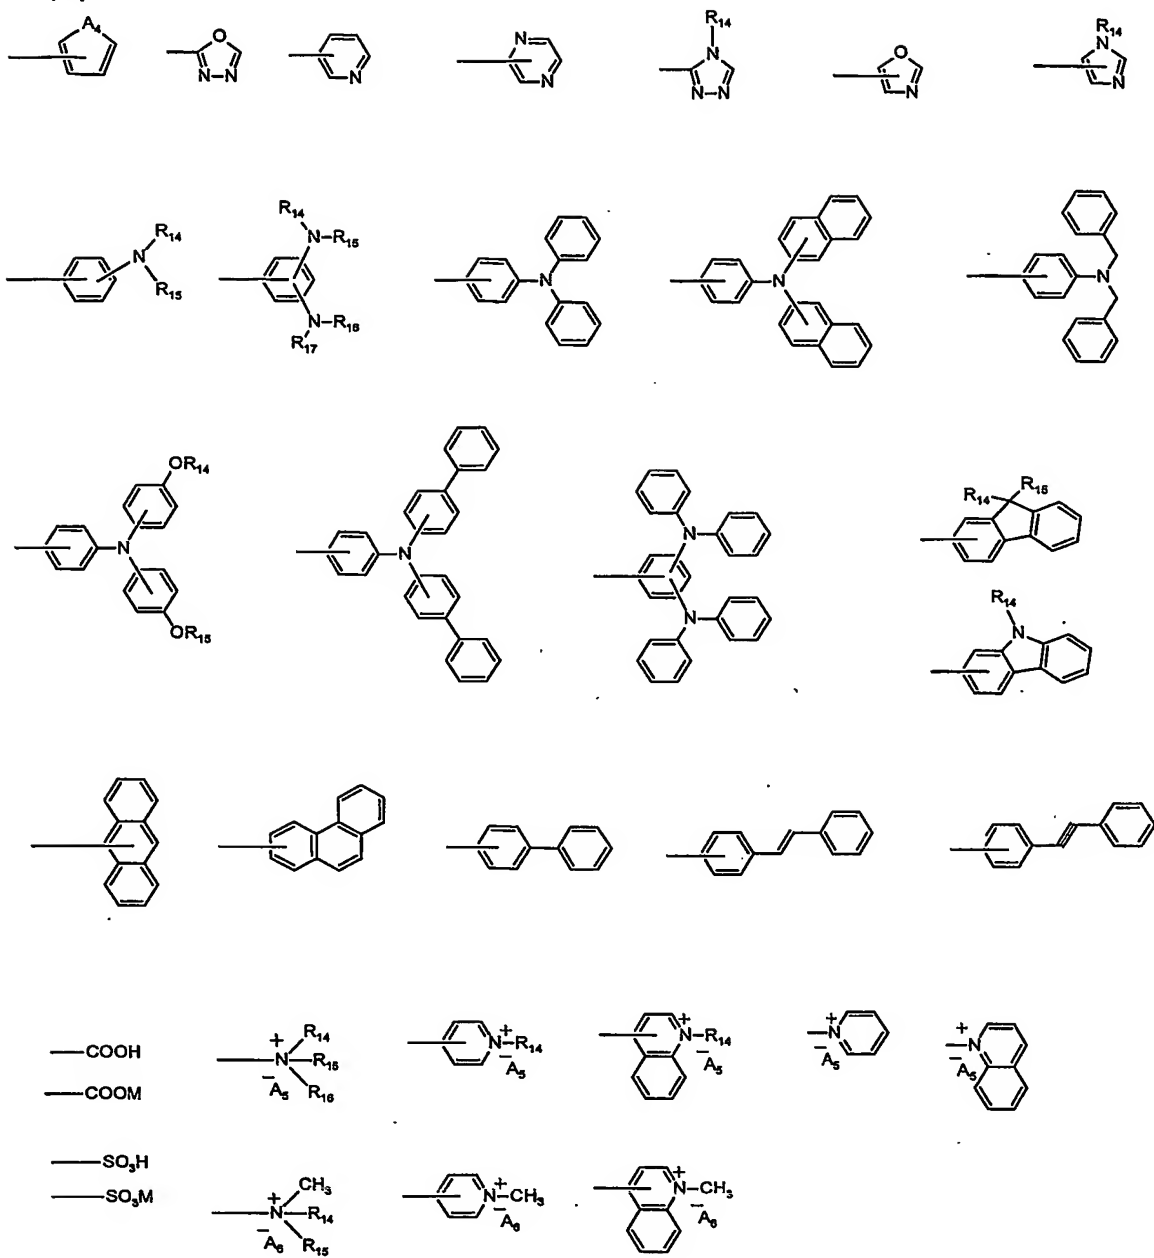 A₄ O N N N N N R₁₄ N N N O N R₁₄ N N
R₁₄ N R₁₅ R₁₄ N-R₁₅ N-R₁₆ R₁₇ N N N
OR₁₄ N OR₁₅ N N N R₁₄ R₁₅
R₁₄ N
COOH
COOM
+ N R₁₄ R₁₅ R₁₆ − A₅
+ N-R₁₄ − A₅
+ N-R₁₄ − A₅
+ N − A₅
+ N − A₅
SO₃H
SO₃M
+ N CH₃ R₁₄ R₁₅ − A₆
+ N-CH₃ − A₆
+ N-CH₃ − A₆